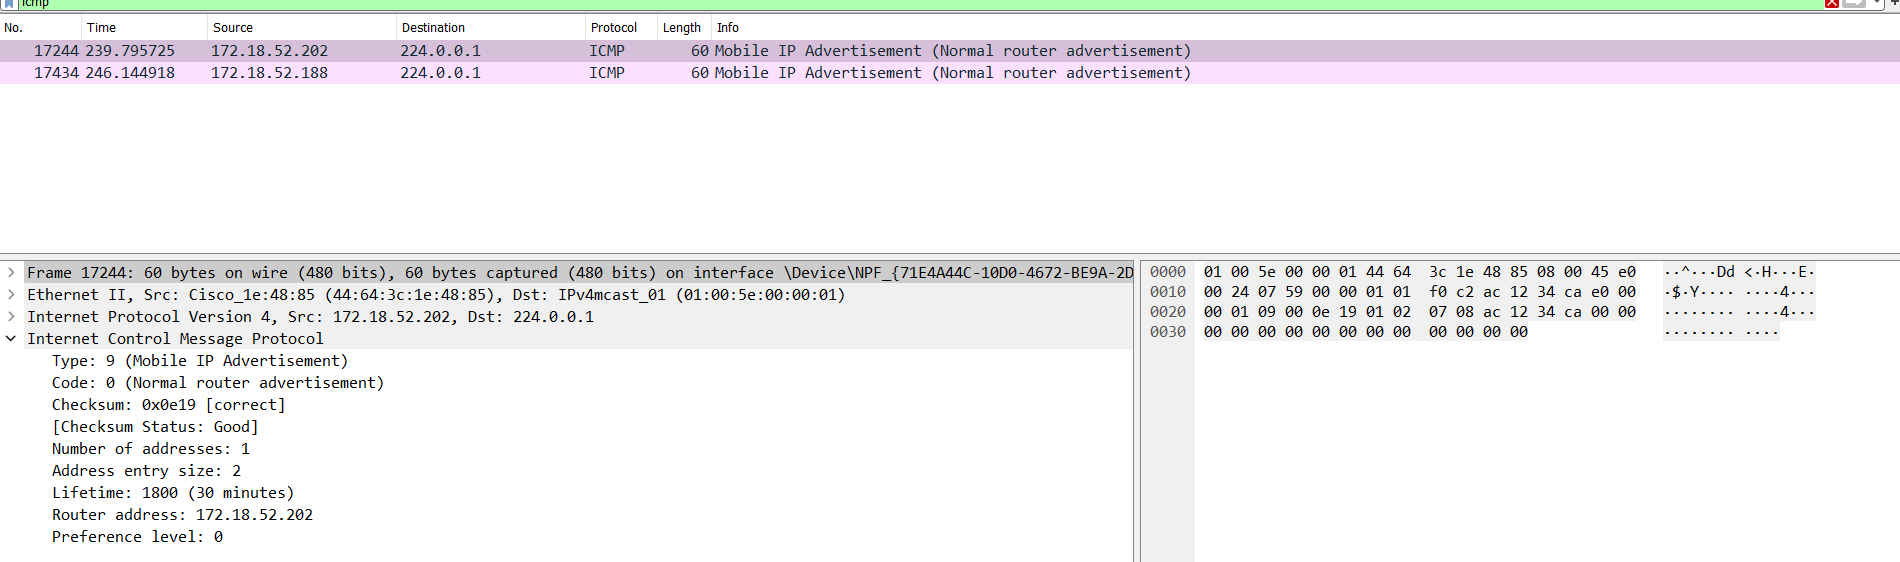 icmp
No. Time Source Destination Protocol Length Info
17244 239.795725 172.18.52.202 224.0.0.1 ICMP 60 Mobile IP Advertisement (Normal router advertisement)
17434 246.144918 172.18.52.188 224.0.0.1 ICMP 60 Mobile IP Advertisement (Normal router advertisement)
Frame 17244: 60 bytes on wire (480 bits), 60 bytes captured (480 bits) on interface \Device\NPF_{71E4A44C-10D0-4672-BE9A-2D
Ethernet II, Src: Cisco_1e:48:85 (44:64:3c:1e:48:85), Dst: IPv4mcast_01 (01:00:5e:00:00:01)
Internet Protocol Version 4, Src: 172.18.52.202, Dst: 224.0.0.1
Internet Control Message Protocol
Type: 9 (Mobile IP Advertisement)
Code: 0 (Normal router advertisement)
Checksum: 0x0e19 [correct]
[Checksum Status: Good]
Number of addresses: 1
Address entry size: 2
Lifetime: 1800 (30 minutes)
Router address: 172.18.52.202
Preference level: 0
0000 01 00 5e 00 00 01 44 64 3c 1e 48 85 08 00 45 e0 ··^···Dd <·H···E·
0010 00 24 07 59 00 00 01 01 f0 c2 ac 12 34 ca e0 00 ·$·Y···· ····4···
0020 00 01 09 00 0e 19 01 02 07 08 ac 12 34 ca 00 00 ········ ····4···
0030 00 00 00 00 00 00 00 00 00 00 00 00 ········ ····